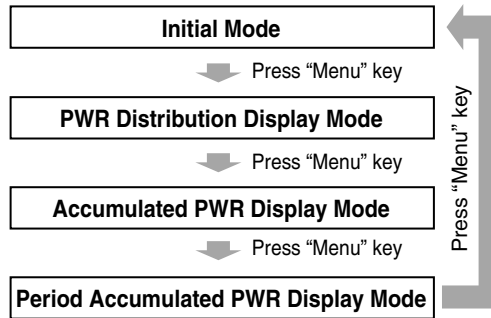 Initial Mode
Press “Menu” key
PWR Distribution Display Mode
Press “Menu” key
Accumulated PWR Display Mode
Press “Menu” key
Period Accumulated PWR Display Mode
Press “Menu” key